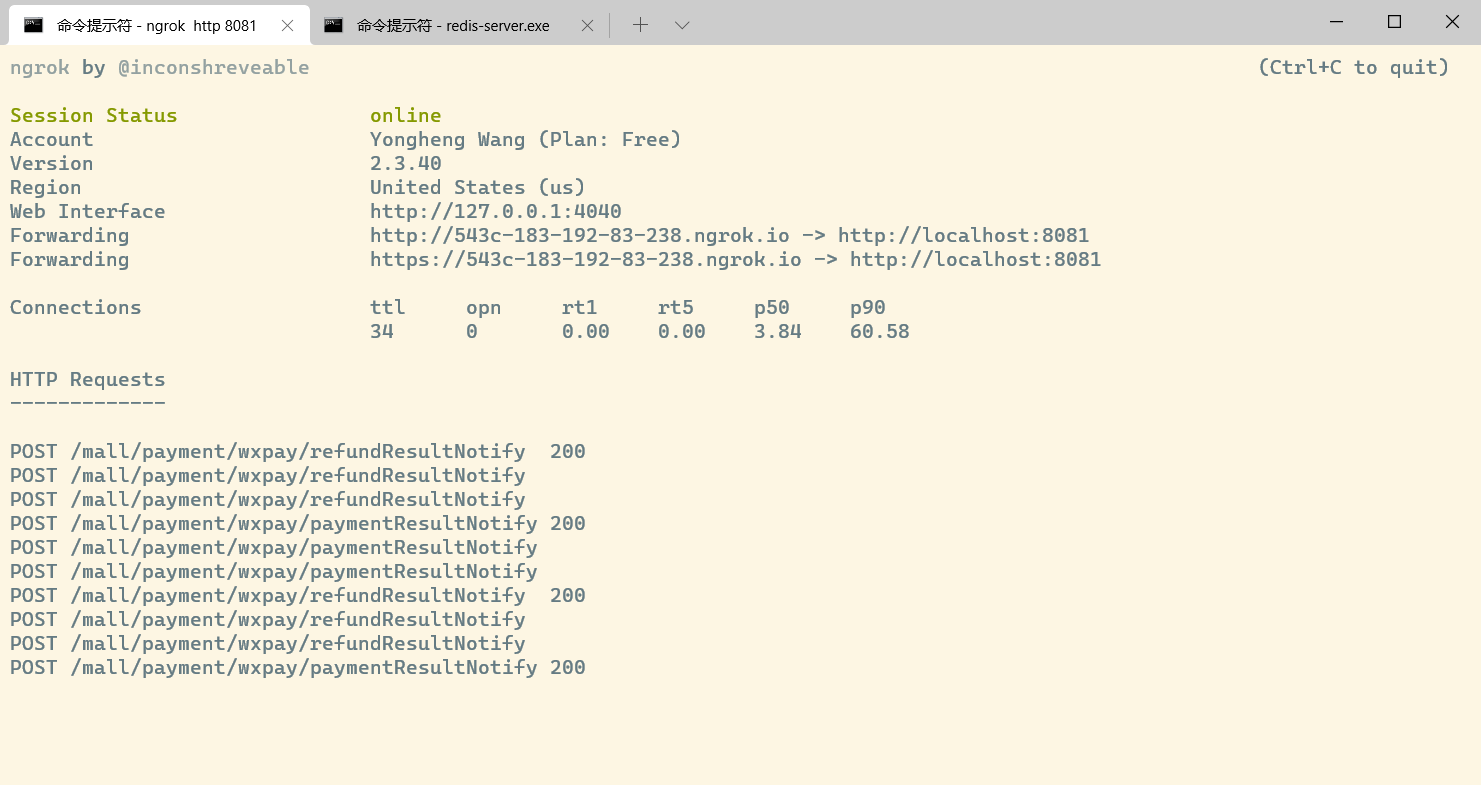 命令提示符 - ngrok  http 8081
命令提示符 - redis-server.exe
ngrok by @inconshreveable (Ctrl+C to quit)
Session Status online
Account Yongheng Wang (Plan: Free)
Version 2.3.40
Region United States (us)
Web Interface http://127.0.0.1:4040
Forwarding http://543c-183-192-83-238.ngrok.io -> http://localhost:8081
Forwarding https://543c-183-192-83-238.ngrok.io -> http://localhost:8081
Connections ttl opn rt1 rt5 p50 p90
34 0 0.00 0.00 3.84 60.58
HTTP Requests
-------------
POST /mall/payment/wxpay/refundResultNotify 200
POST /mall/payment/wxpay/refundResultNotify
POST /mall/payment/wxpay/refundResultNotify
POST /mall/payment/wxpay/paymentResultNotify 200
POST /mall/payment/wxpay/paymentResultNotify
POST /mall/payment/wxpay/paymentResultNotify
POST /mall/payment/wxpay/refundResultNotify 200
POST /mall/payment/wxpay/refundResultNotify
POST /mall/payment/wxpay/refundResultNotify
POST /mall/payment/wxpay/paymentResultNotify 200